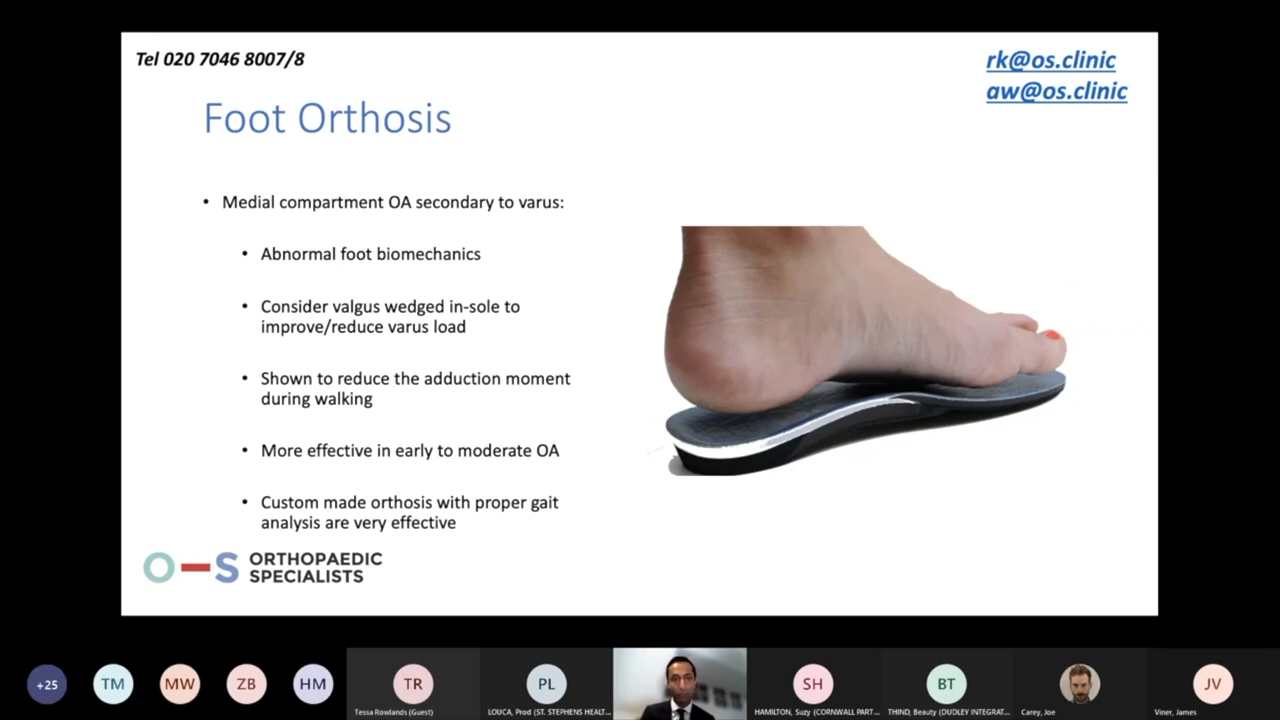 Tel 020 7046 8007/8
rk@os.clinic
aw@os.clinic
Foot Orthosis
• Medial compartment OA secondary to varus:
• Abnormal foot biomechanics
• Consider valgus wedged in-sole to
improve/reduce varus load
• Shown to reduce the adduction moment
during walking
• More effective in early to moderate OA
• Custom made orthosis with proper gait
analysis are very effective
O-S ORTHOPAEDIC
SPECIALISTS
+25
TM
MW
ZB
HM
TR
Tessa Rowlands (Guest)
PL
LOUCA, Prod (ST. STEPHENS HEALT...
SH
HAMILTON, Suzy (CORNWALL PART...
BT
THIND, Beauty (DUDLEY INTEGRAT...
Carey, Joe
JV
Viner, James